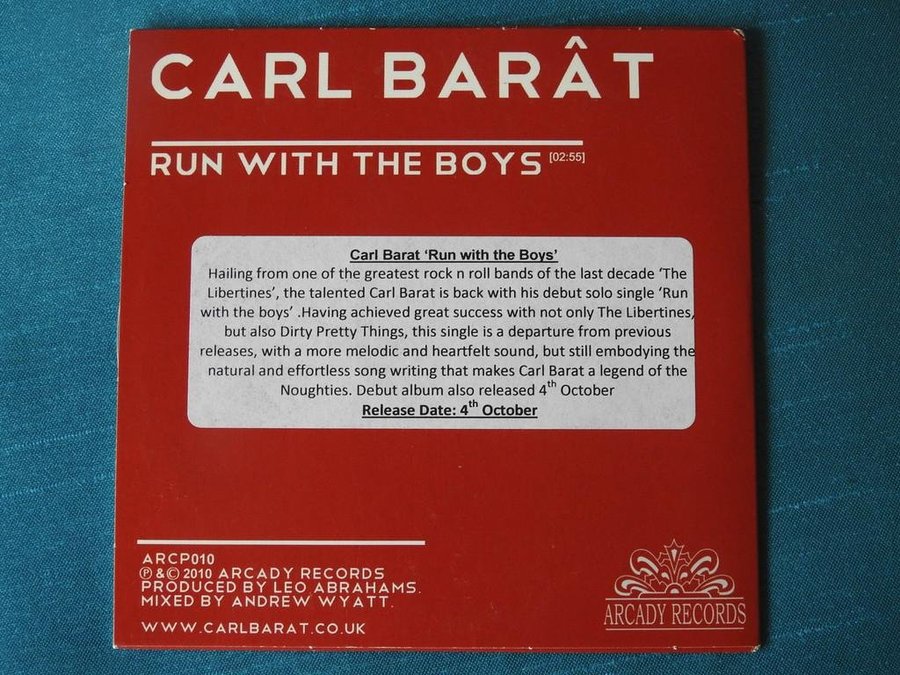 CARL BARÂT
RUN WITH THE BOYS [02:55]
Carl Barat ‘Run with the Boys’
Hailing from one of the greatest rock n roll bands of the last decade ‘The
Libertines’, the talented Carl Barat is back with his debut solo single ‘Run
with the boys’ .Having achieved great success with not only The Libertines,
but also Dirty Pretty Things, this single is a departure from previous
releases, with a more melodic and heartfelt sound, but still embodying the
natural and effortless song writing that makes Carl Barat a legend of the
Noughties. Debut album also released 4th October
Release Date: 4th October
ARCP010
℗ &© 2010 ARCADY RECORDS
PRODUCED BY LEO ABRAHAMS.
MIXED BY ANDREW WYATT.
WWW.CARLBARAT.CO.UK
ARCADY RECORDS